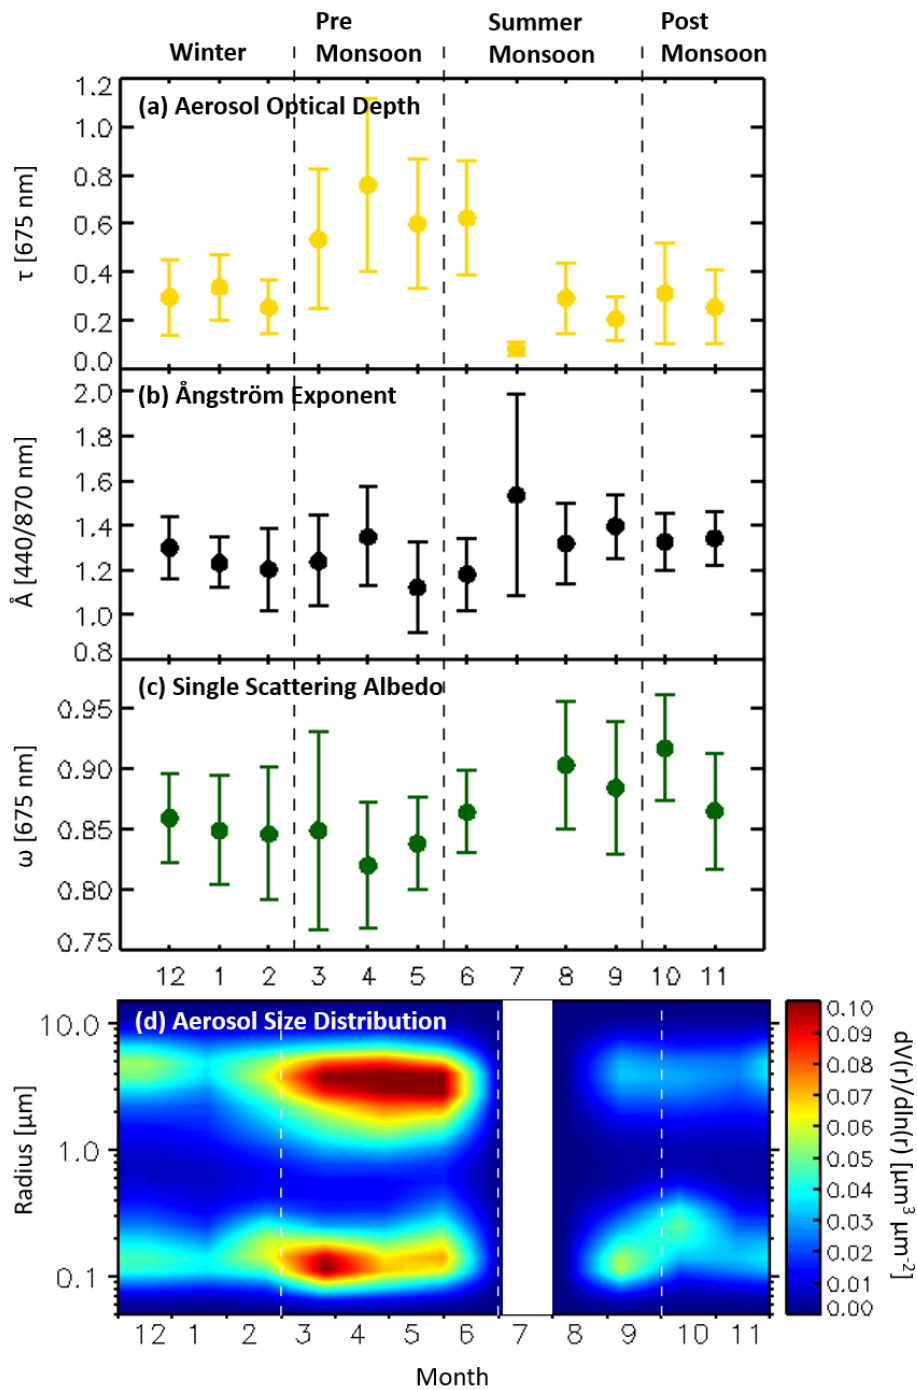 Winter
Pre
Monsoon
Summer
Monsoon
Post
Monsoon
(a) Aerosol Optical Depth
τ [675 nm]
1.2
1.0
0.8
0.6
0.4
0.2
0.0
(b) Ångström Exponent
Å [440/870 nm]
2.0
1.8
1.6
1.4
1.2
1.0
0.8
(c) Single Scattering Albedo
ω [675 nm]
0.95
0.90
0.85
0.80
0.75
12 1 2 3 4 5 6 7 8 9 10 11
(d) Aerosol Size Distribution
Radius [µm]
10.0
1.0
0.1
0.10
0.09
0.08
0.07
0.06
0.05
0.04
0.03
0.02
0.01
0.00
dV(r)/dln(r) [µm³ µm⁻²]
12 1 2 3 4 5 6 7 8 9 10 11
Month